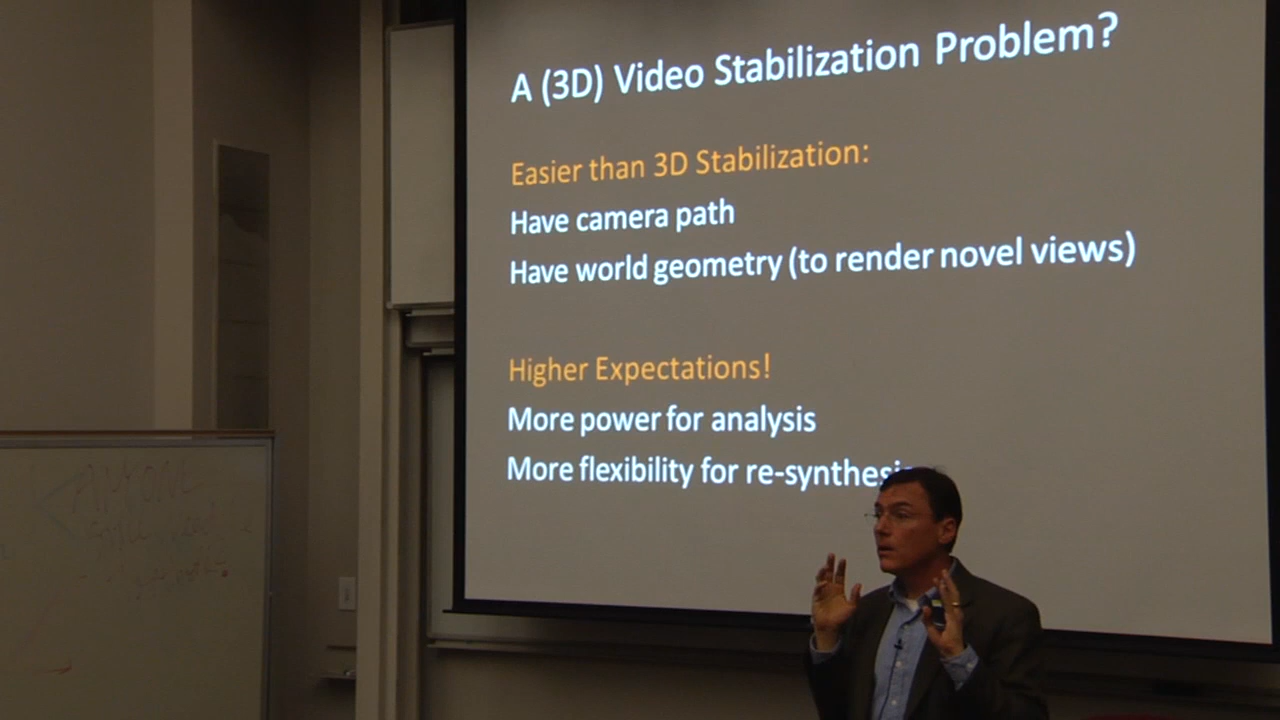 A (3D) Video Stabilization Problem?
Easier than 3D Stabilization:
Have camera path
Have world geometry (to render novel views)
Higher Expectations!
More power for analysis
More flexibility for re-synthesis